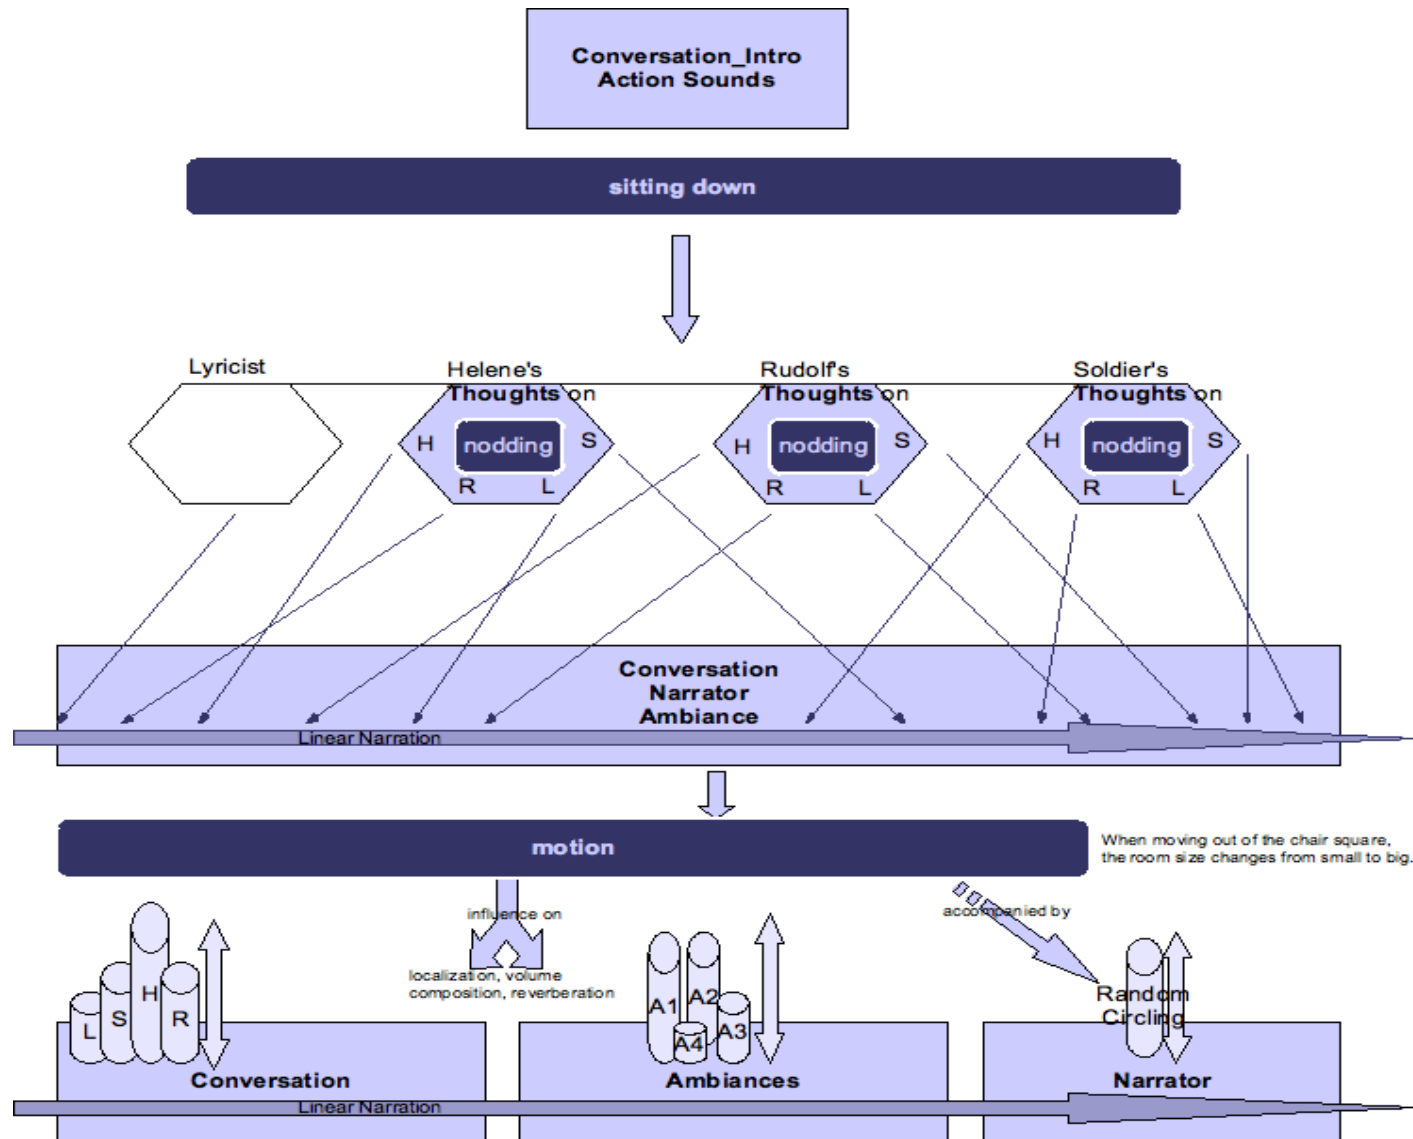 Conversation_Intro
Action Sounds
sitting down
Lyricist
Helene's
Thoughts on
H
nodding
S
R
L
Rudolf's
Thoughts on
H
nodding
S
R
L
Soldier's
Thoughts on
H
nodding
S
R
L
Conversation
Narrator
Ambiance
Linear Narration
motion
When moving out of the chair square,
the room size changes from small to big.
influence on
localization, volume
composition, reverberation
accompanied by
L
S
H
R
A1
A2
A3
A4
Random
Circling
Conversation
Ambiances
Narrator
Linear Narration